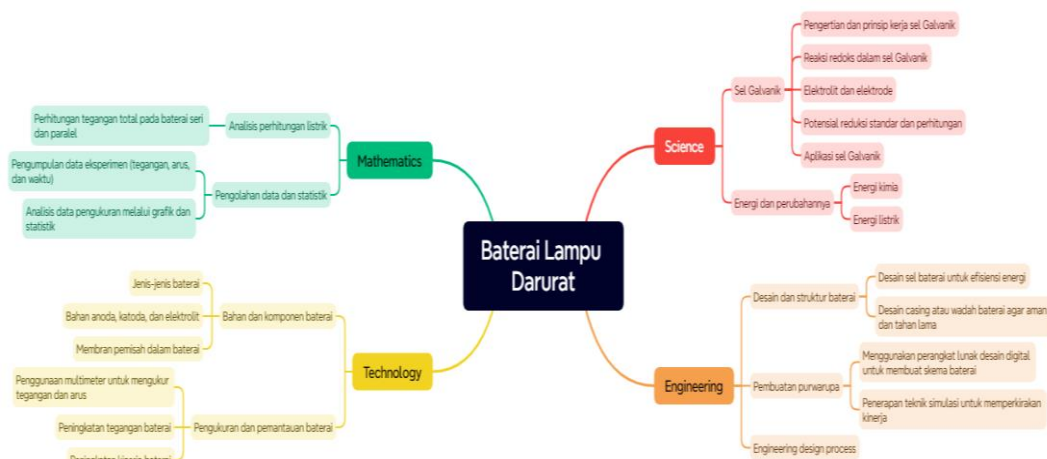 Baterai Lampu
Darurat
Science
Sel Galvanik
Pengertian dan prinsip kerja sel Galvanik
Reaksi redoks dalam sel Galvanik
Elektrolit dan elektrode
Potensial reduksi standar dan perhitungan
Aplikasi sel Galvanik
Energi dan perubahannya
Energi kimia
Energi listrik
Engineering
Desain dan struktur baterai
Desain sel baterai untuk efisiensi energi
Desain casing atau wadah baterai agar aman
dan tahan lama
Pembuatan purwarupa
Menggunakan perangkat lunak desain digital
untuk membuat skema baterai
Penerapan teknik simulasi untuk memperkirakan
kinerja
Engineering design process
Mathematics
Analisis perhitungan listrik
Perhitungan tegangan total pada baterai seri
dan paralel
Pengolahan data dan statistik
Pengumpulan data eksperimen (tegangan, arus,
dan waktu)
Analisis data pengukuran melalui grafik dan
statistik
Technology
Bahan dan komponen baterai
Jenis-jenis baterai
Bahan anoda, katoda, dan elektrolit
Membran pemisah dalam baterai
Pengukuran dan pemantauan baterai
Penggunaan multimeter untuk mengukur
tegangan dan arus
Peningkatan tegangan baterai